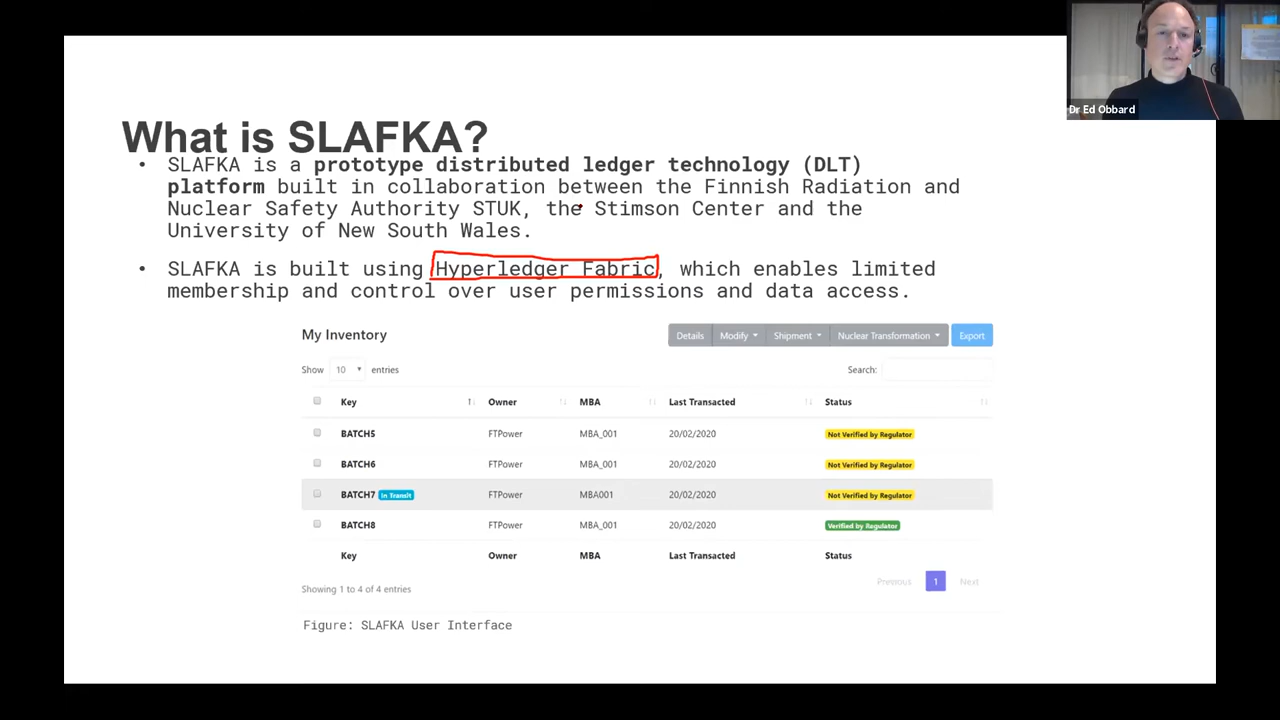 Dr Ed Obbard
What is SLAFKA?
• SLAFKA is a prototype distributed ledger technology (DLT)
platform built in collaboration between the Finnish Radiation and
Nuclear Safety Authority STUK, the Stimson Center and the
University of New South Wales.
• SLAFKA is built using Hyperledger Fabric, which enables limited
membership and control over user permissions and data access.
My Inventory Details Modify Shipment Nuclear Transformation Export
Show 10 entries Search:
Key Owner MBA Last Transacted Status
BATCH5 FTPower MBA_001 20/02/2020 Not Verified by Regulator
BATCH6 FTPower MBA_001 20/02/2020 Not Verified by Regulator
BATCH7 In Transit FTPower MBA001 20/02/2020 Not Verified by Regulator
BATCH8 FTPower MBA_001 20/02/2020 Verified by Regulator
Key Owner MBA Last Transacted Status
Showing 1 to 4 of 4 entries Previous 1 Next
Figure: SLAFKA User Interface